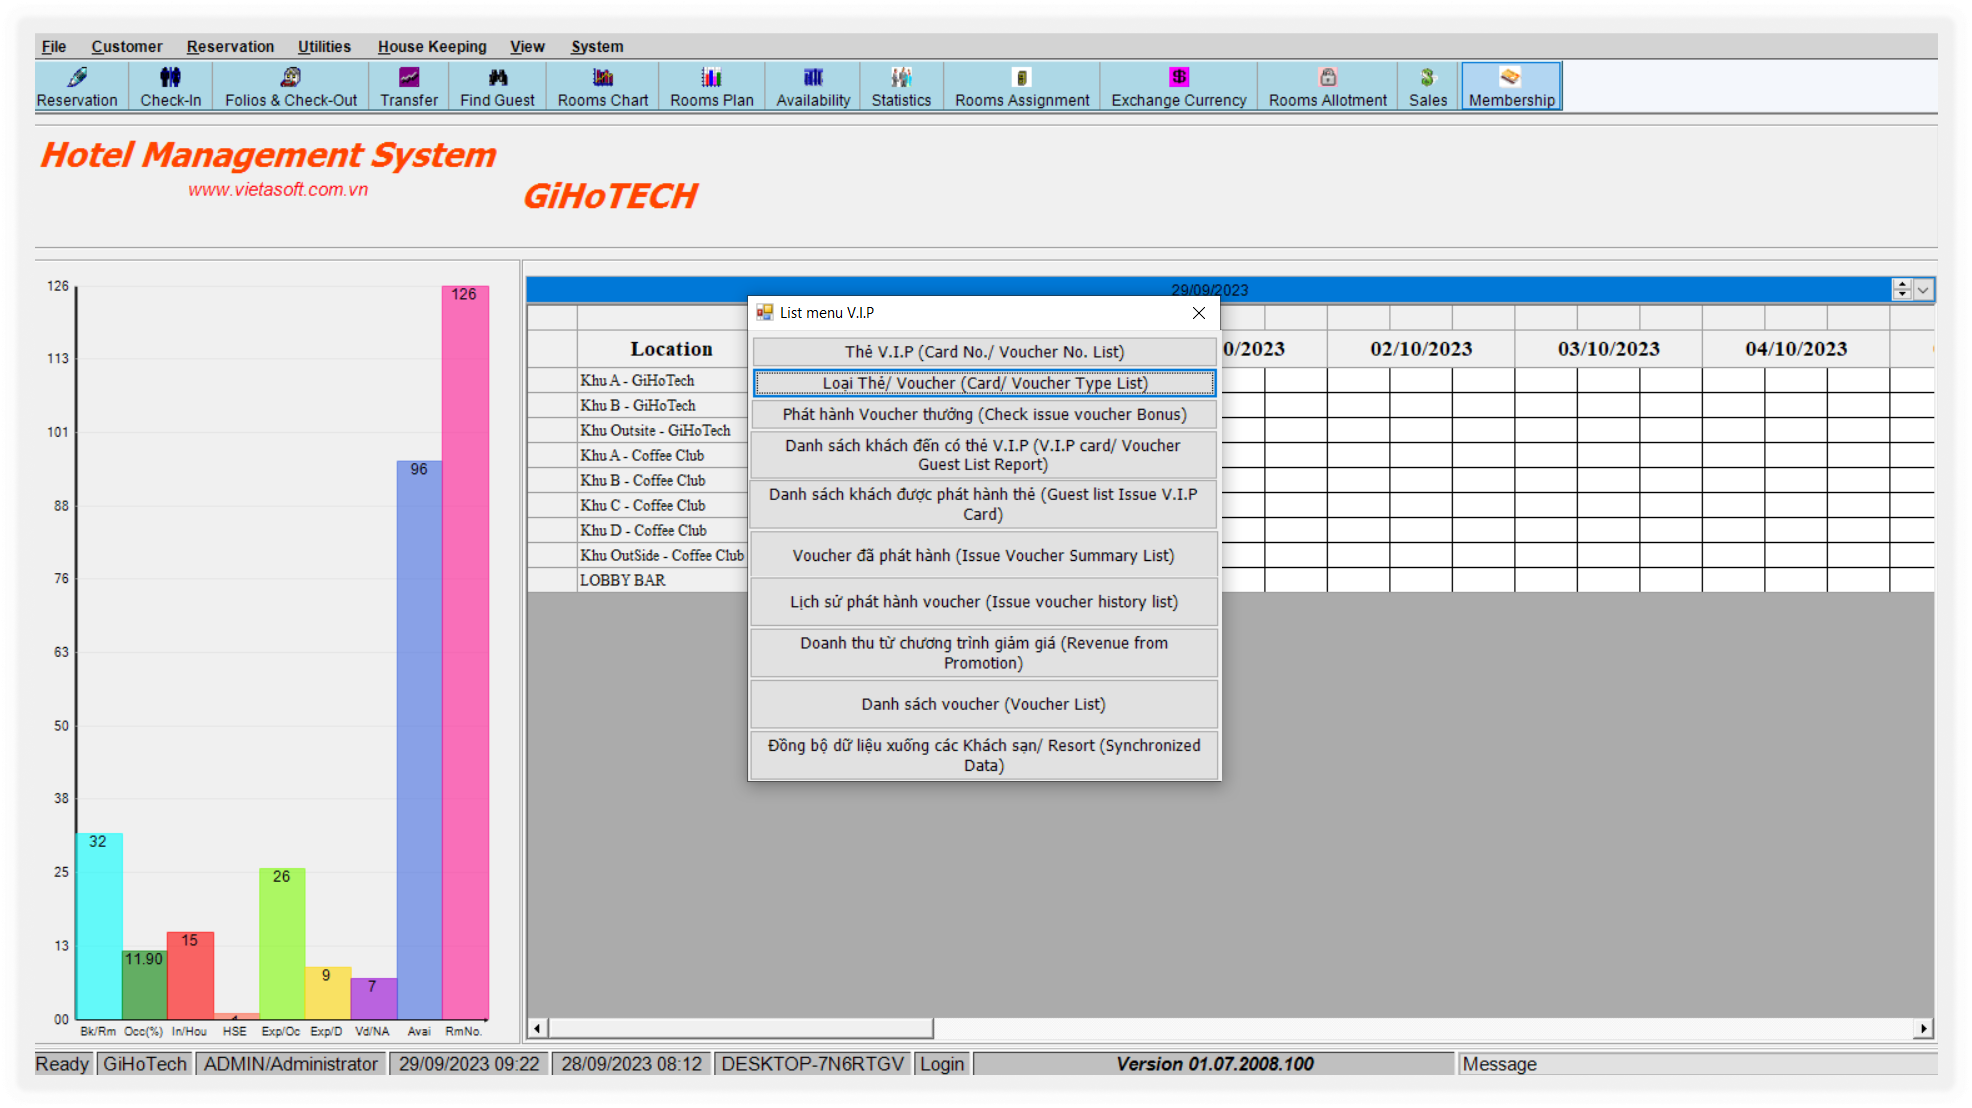 File Customer Reservation Utilities House Keeping View System
Reservation Check-In Folios & Check-Out Transfer Find Guest Rooms Chart Rooms Plan Availability Statistics Rooms Assignment Exchange Currency Rooms Allotment Sales Membership
Hotel Management System
www.vietasoft.com.vn
GiHoTECH
126
113
101
88
76
63
50
38
25
13
00
32
11.90
15
26
9
7
96
126
Bk/Rm Occ(%) In/Hou HSE Exp/Oc Exp/D Vd/NA Avai RmNo.
29/09/2023
Location
0/2023 02/10/2023 03/10/2023 04/10/2023
Khu A - GiHoTech
Khu B - GiHoTech
Khu Outsite - GiHoTech
Khu A - Coffee Club
Khu B - Coffee Club
Khu C - Coffee Club
Khu D - Coffee Club
Khu OutSide - Coffee Club
LOBBY BAR
List menu V.I.P
Thẻ V.I.P (Card No./ Voucher No. List)
Loại Thẻ/ Voucher (Card/ Voucher Type List)
Phát hành Voucher thưởng (Check issue voucher Bonus)
Danh sách khách đến có thẻ V.I.P (V.I.P card/ Voucher
Guest List Report)
Danh sách khách được phát hành thẻ (Guest list Issue V.I.P
Card)
Voucher đã phát hành (Issue Voucher Summary List)
Lịch sử phát hành voucher (Issue voucher history list)
Doanh thu từ chương trình giảm giá (Revenue from
Promotion)
Danh sách voucher (Voucher List)
Đồng bộ dữ liệu xuống các Khách sạn/ Resort (Synchronized
Data)
Ready GiHoTech ADMIN/Administrator 29/09/2023 09:22 28/09/2023 08:12 DESKTOP-7N6RTGV Login Version 01.07.2008.100 Message